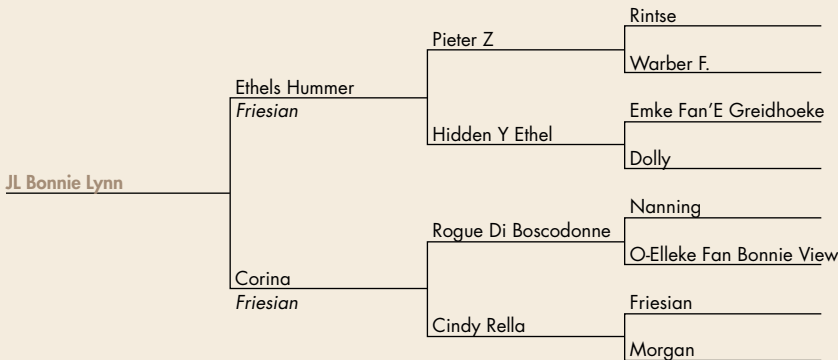 Rintse
Pieter Z
Warber F.
Ethels Hummer
Friesian
Emke Fan'E Greidhoeke
Hidden Y Ethel
Dolly
JL Bonnie Lynn
Nanning
Rogue Di Boscodonne
O-Elleke Fan Bonnie View
Corina
Friesian
Friesian
Cindy Rella
Morgan